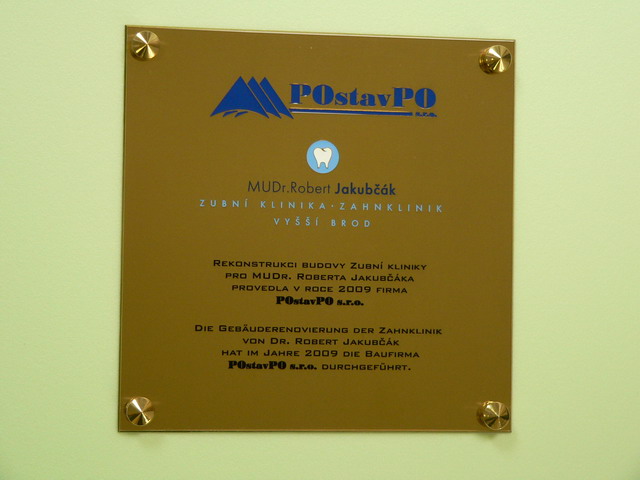 POstavPO
s.r.o.
MUDr. Robert Jakubčák
ZUBNÍ KLINIKA · ZAHNKLINIK
VYŠŠÍ BROD
REKONSTRUKCI BUDOVY ZUBNÍ KLINIKY
PRO MUDR. ROBERTA JAKUBČÁKA
PROVEDLA V ROCE 2009 FIRMA
POstavPO s.r.o.
DIE GEBÄUDERENOVIERUNG DER ZAHNKLINIK
VON DR. ROBERT JAKUBČÁK
HAT IM JAHRE 2009 DIE BAUFIRMA
POstavPO s.r.o. DURCHGEFÜHRT.